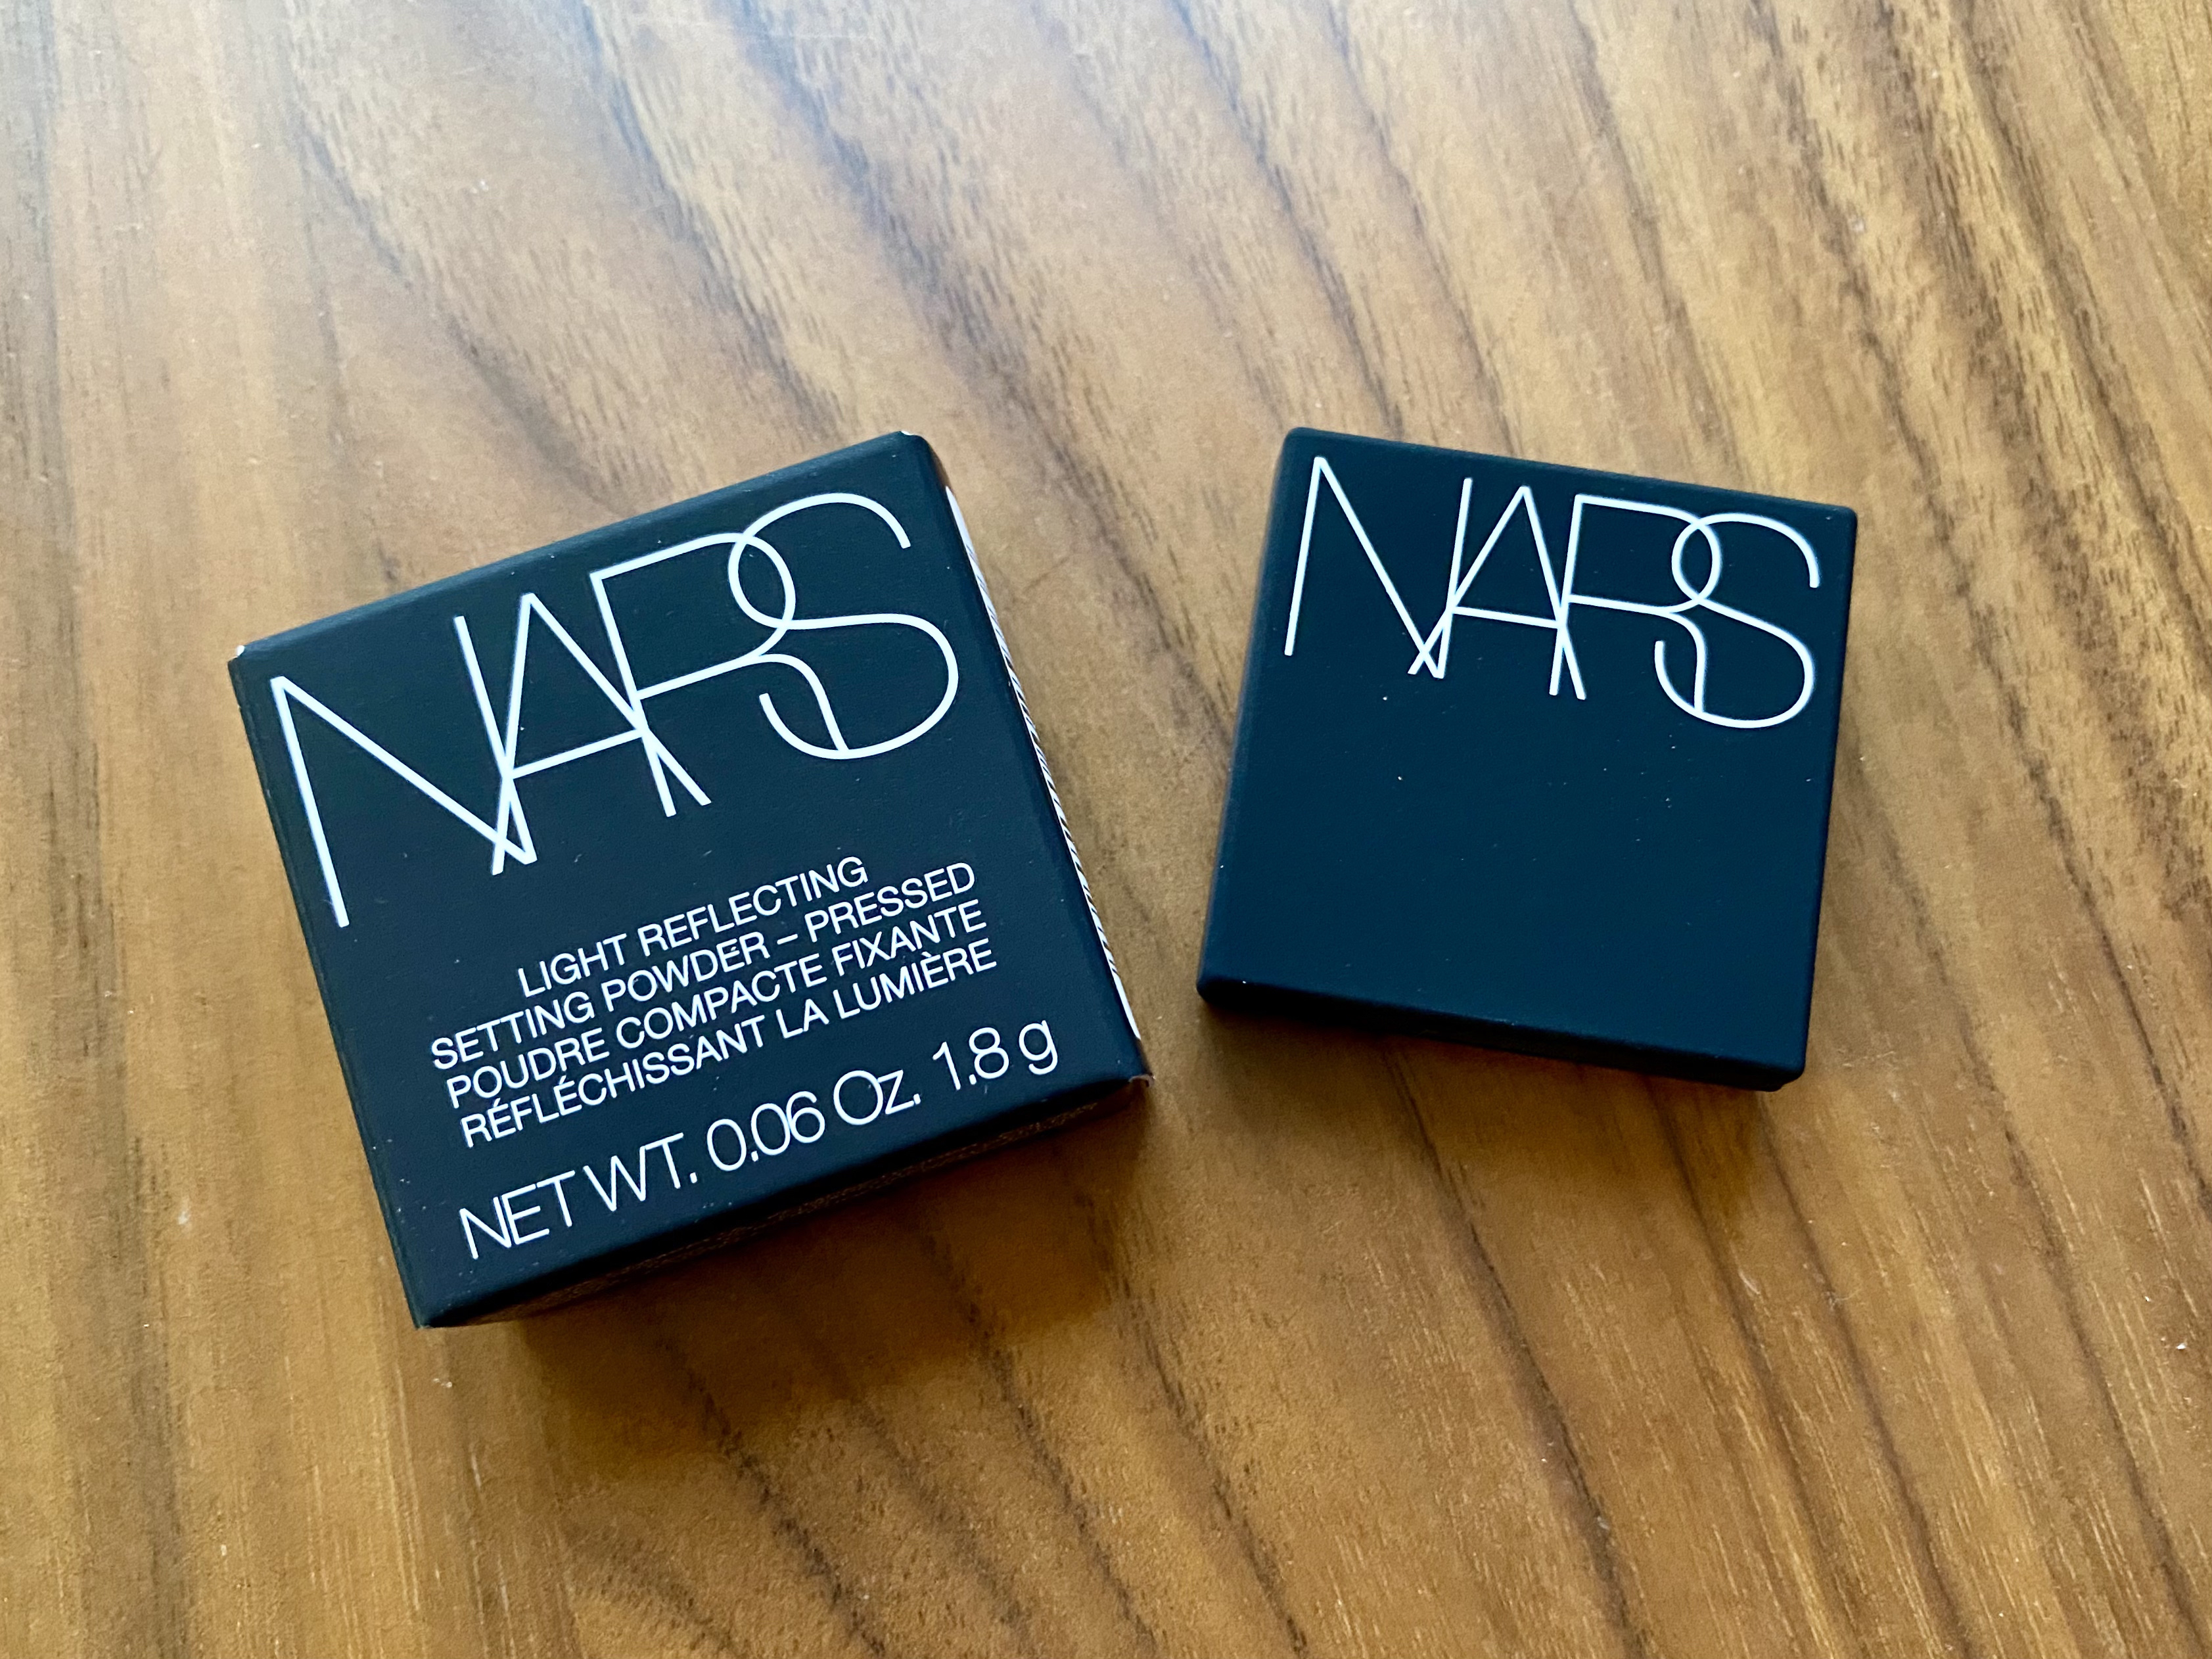 NARS
LIGHT REFLECTING
SETTING POWDER – PRESSED
POUDRE COMPACTE FIXANTE
RÉFLÉCHISSANT LA LUMIÈRE
NET WT. 0.06 Oz. 1.8 g
NARS